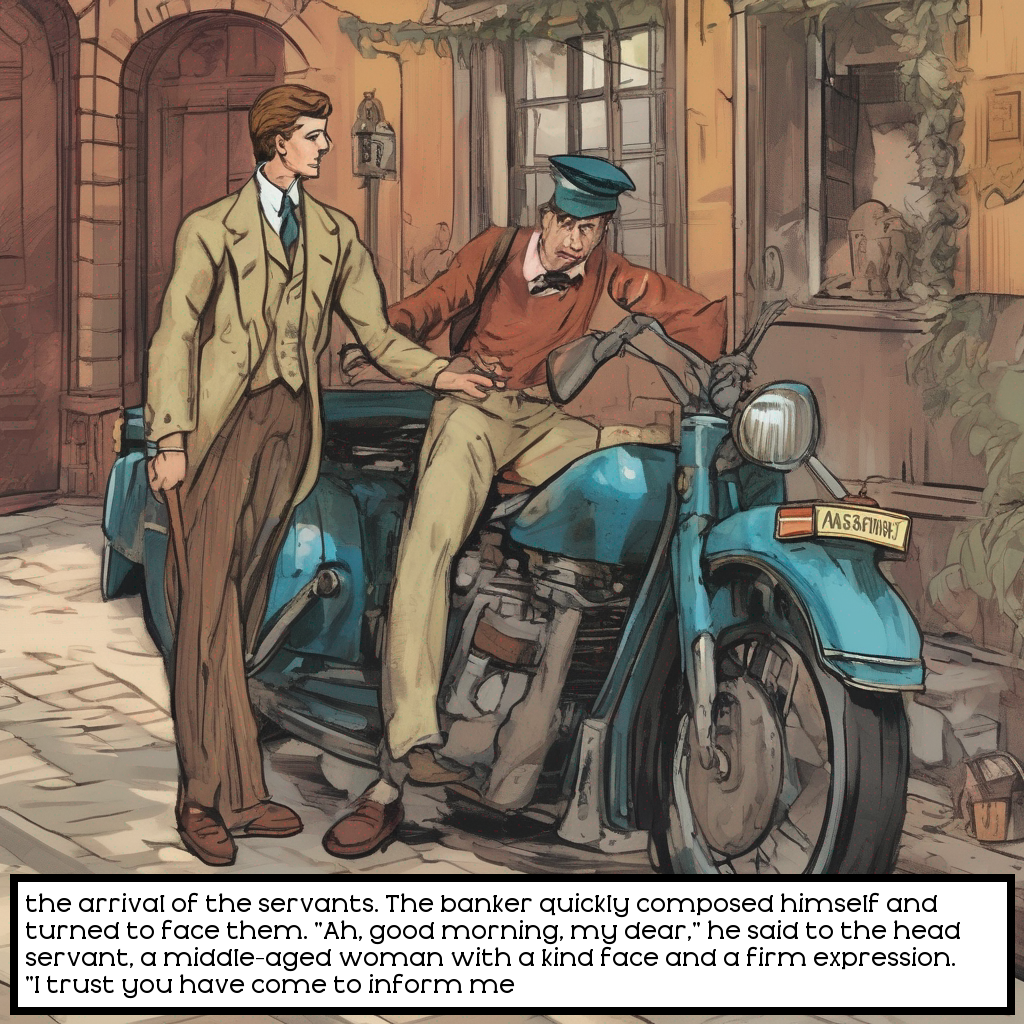 the arrival of the servants. The banker quickly composed himself and
turned to face them. "Ah, good morning, my dear," he said to the head
servant, a middle-aged woman with a kind face and a firm expression.
"I trust you have come to inform me